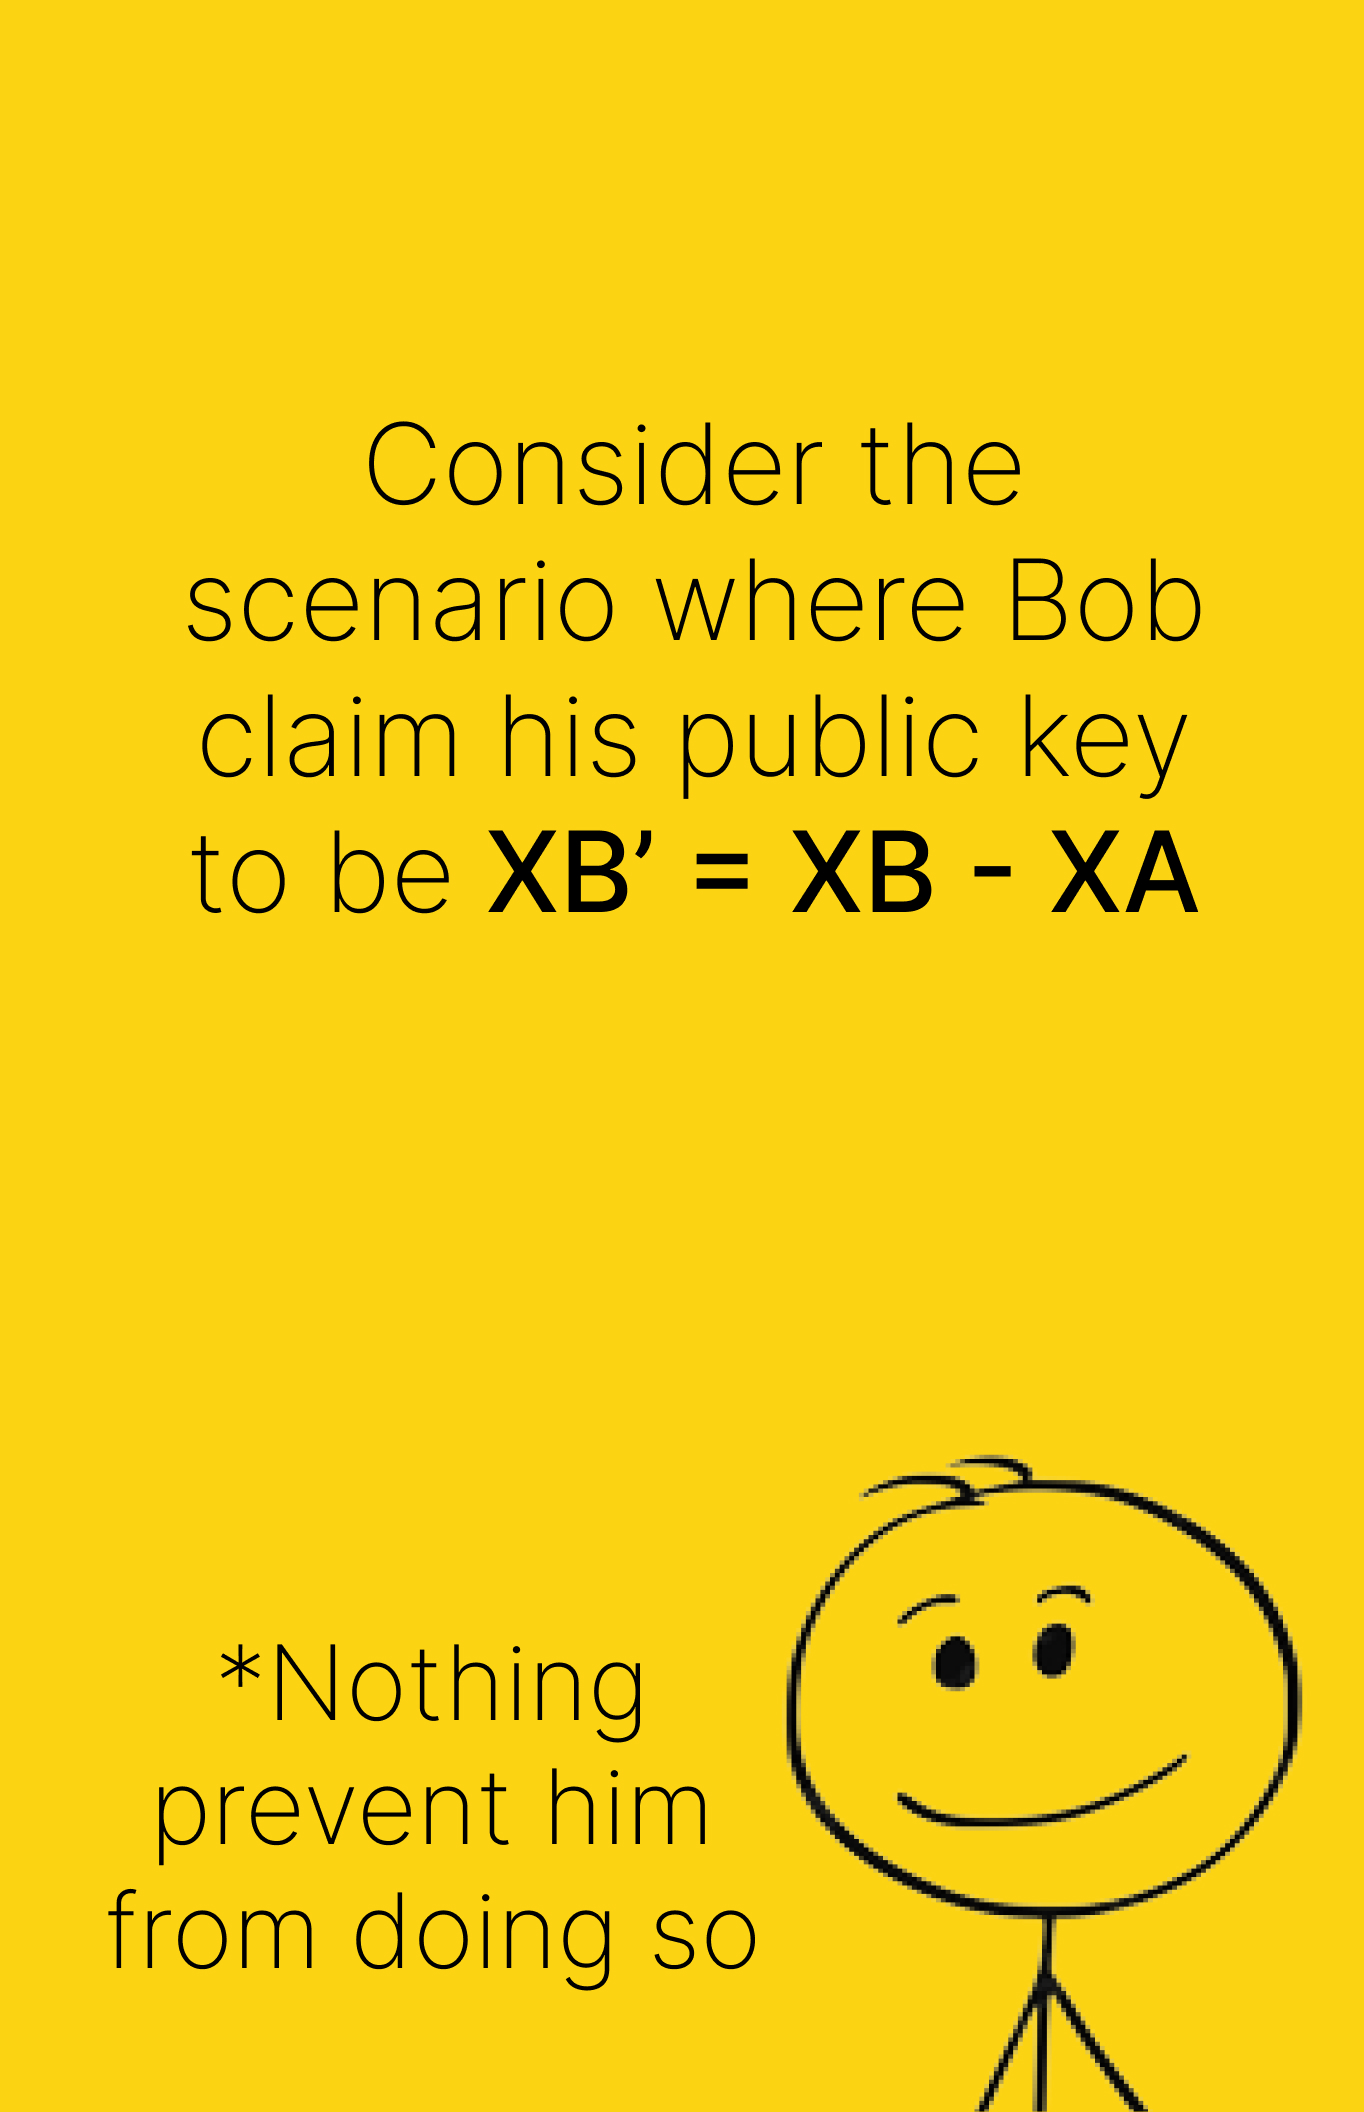 Consider the
scenario where Bob
claim his public key
to be XB’ = XB - XA
*Nothing
prevent him
from doing so